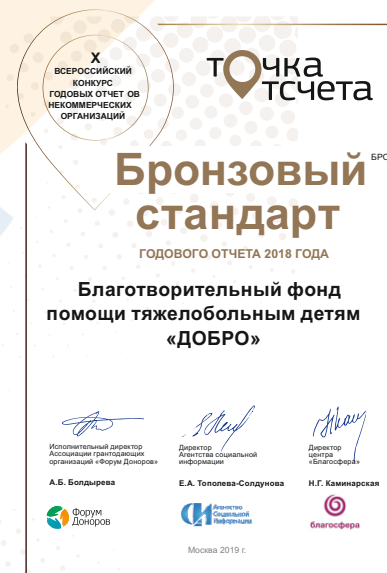 X
ВСЕРОССИЙСКИЙ
КОНКУРС
ГОДОВЫХ ОТЧЕТ ОВ
НЕКОММЕРЧЕСКИХ
ОРГАНИЗАЦИЙ
точка
отсчета
БРО
Бронзовый
стандарт
ГОДОВОГО ОТЧЕТА 2018 ГОДА
Благотворительный фонд
помощи тяжелобольным детям
«ДОБРО»
Исполнительный директор
Ассоциации грантодающих
организаций «Форум Доноров»
А.Б. Болдырева
Директор
Агентства социальной
информации
Е.А. Тополева-Солдунова
Директор
центра
«Благосфера»
Н.Г. Каминарская
Форум
Доноров
Агентство
Социальной
Информации
благосфера
Москва 2019 г.